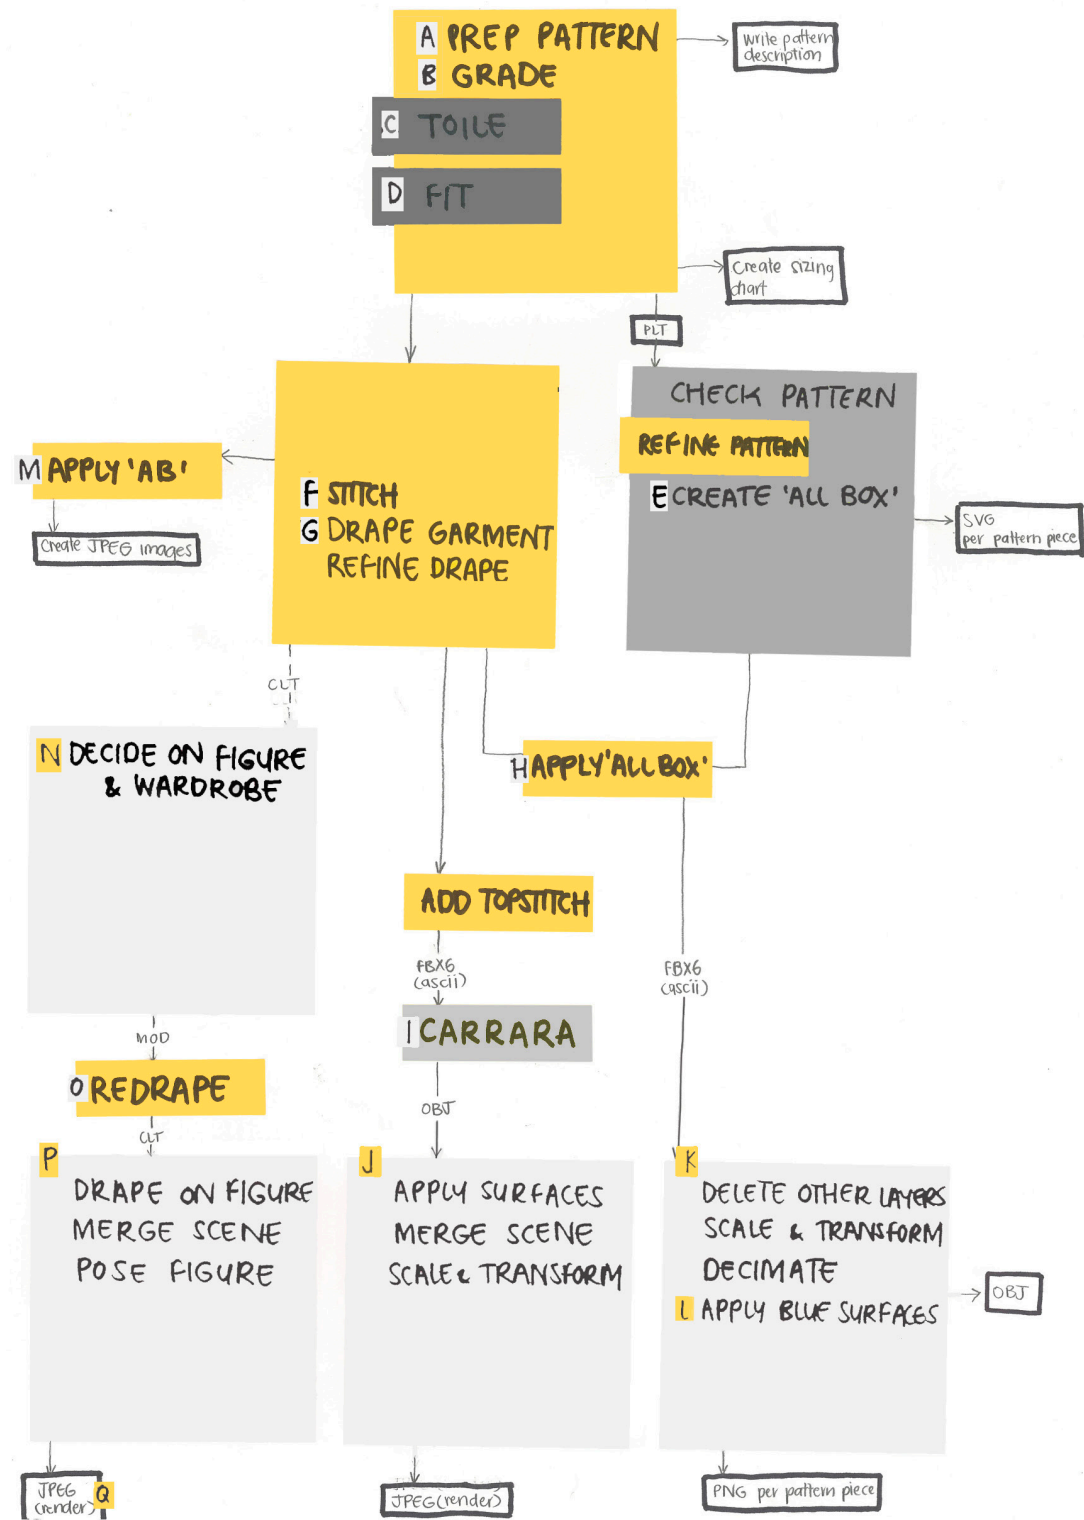 A PREP PATTERN
B GRADE
C TOILE
D FIT
write pattern
description
Create sizing
chart
PLT
CHECK PATTERN
REFINE PATTERN
E CREATE 'ALL BOX'
SVG
per pattern piece
M APPLY 'AB'
Create JPEG images
F STITCH
G DRAPE GARMENT
REFINE DRAPE
CLT
N DECIDE ON FIGURE
& WARDROBE
H APPLY 'ALL BOX'
ADD TOPSTITCH
FBX6
(ascii)
FBX6
(ascii)
I CARRARA
MOD
O REDRAPE
CLT
OBJ
P
DRAPE ON FIGURE
MERGE SCENE
POSE FIGURE
J
APPLY SURFACES
MERGE SCENE
SCALE & TRANSFORM
K
DELETE OTHER LAYERS
SCALE & TRANSFORM
DECIMATE
L APPLY BLUE SURFACES
OBJ
JPEG
(render) Q
JPEG (render)
PNG per pattern piece